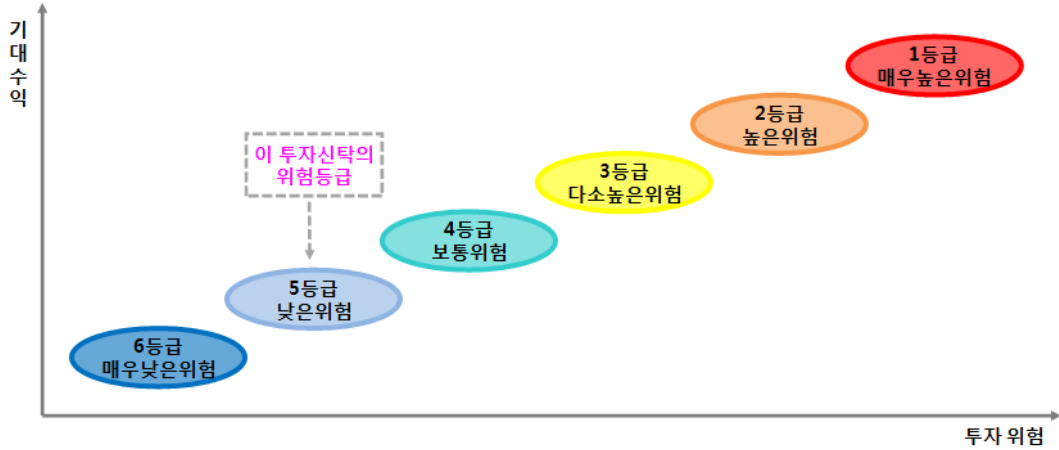 기대수익
1등급
매우높은위험
2등급
높은위험
이 투자신탁의
위험등급
3등급
다소높은위험
4등급
보통위험
5등급
낮은위험
6등급
매우낮은위험
투자 위험